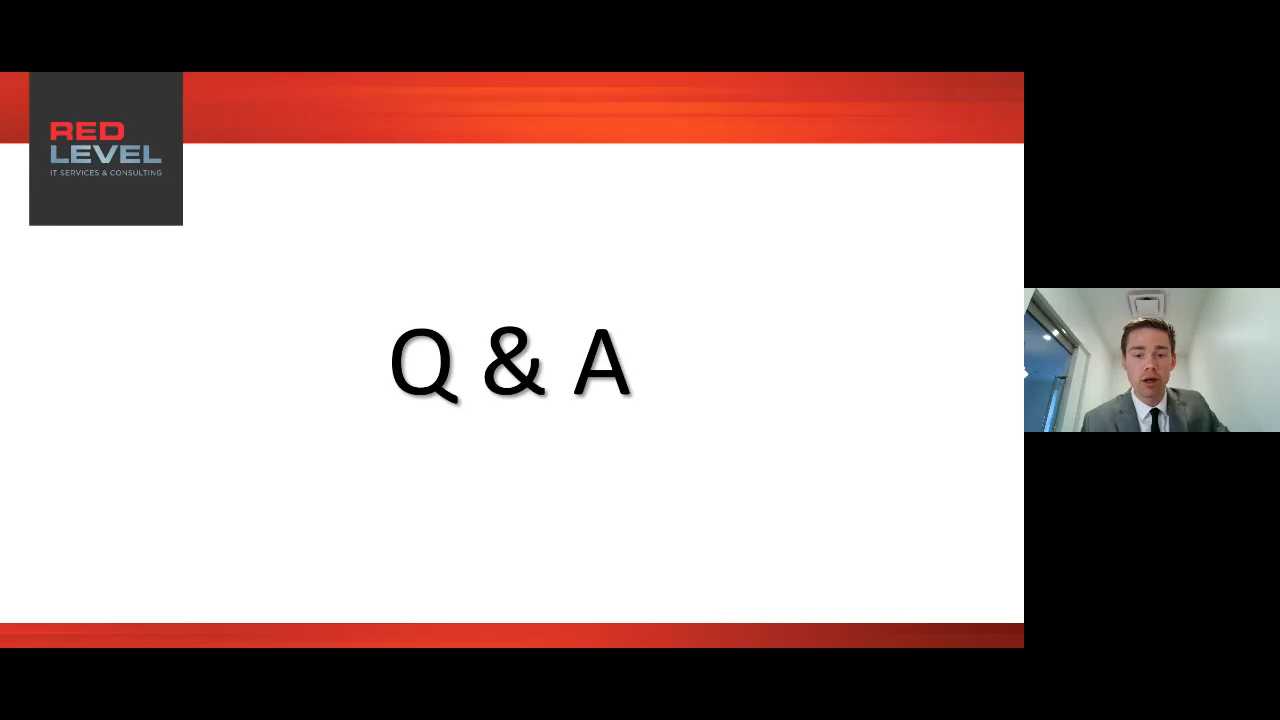 RED
LEVEL
IT SERVICES & CONSULTING
Q & A